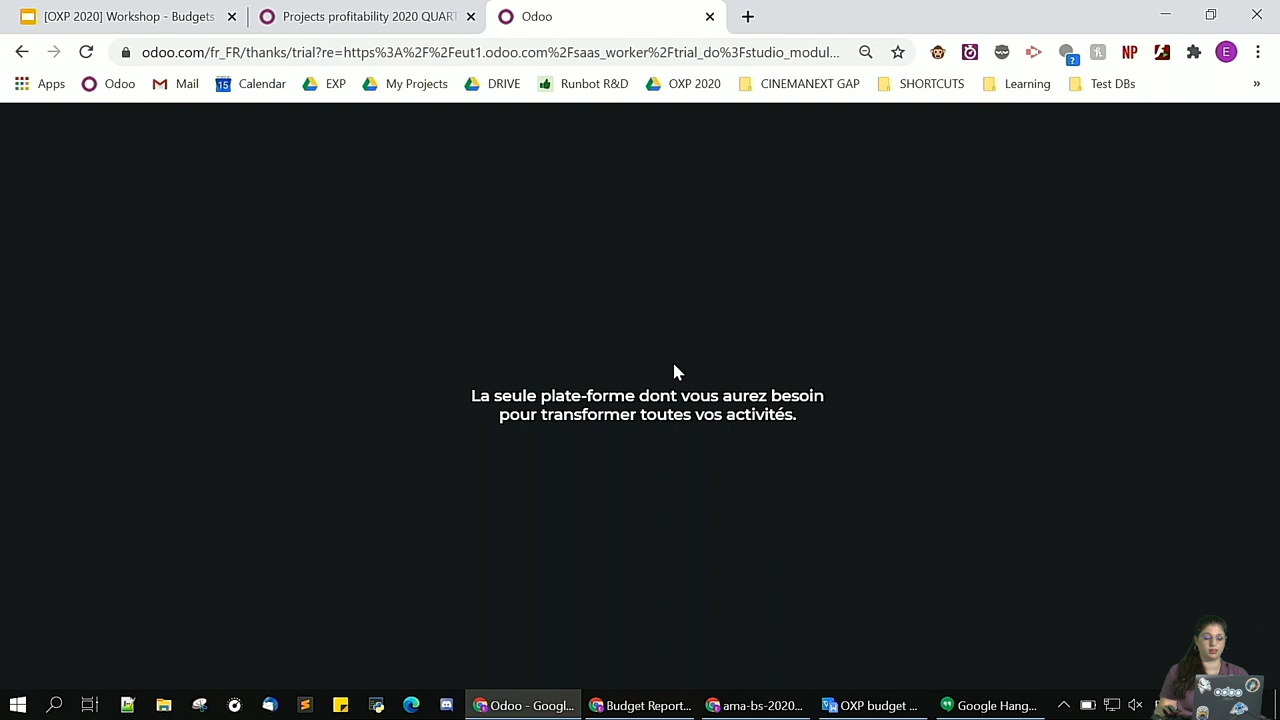 [OXP 2020] Workshop - Budgets
Projects profitability 2020 QUART
Odoo
odoo.com/fr_FR/thanks/trial?re=https%3A%2F%2Feut1.odoo.com%2Fsaas_worker%2Ftrial_do%3Fstudio_modul...
NP
E
Apps
Odoo
Mail
15
Calendar
EXP
My Projects
DRIVE
Runbot R&D
OXP 2020
CINEMANEXT GAP
SHORTCUTS
Learning
Test DBs
»
La seule plate-forme dont vous aurez besoin
pour transformer toutes vos activités.
odoo
Odoo - Googl...
Budget Report...
ama-bs-2020...
OXP budget ...
Google Hang...